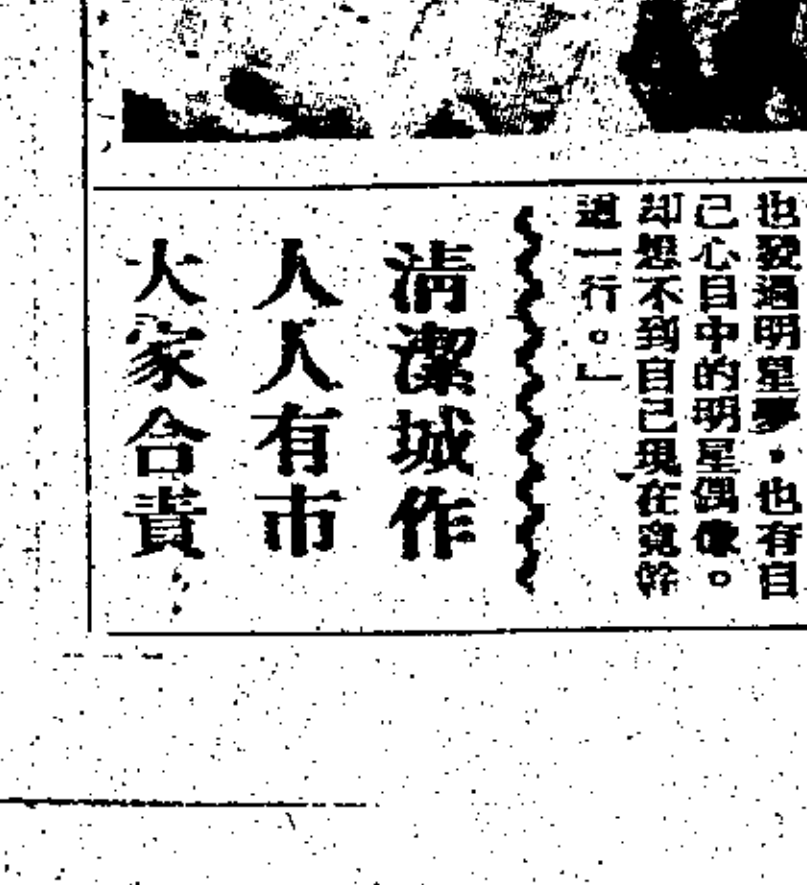 也發過明星夢，也有自
己心目中的明星偶像。
却想不到自己現在竟幹
這一行。」
清潔城作
人人有市
大家合責